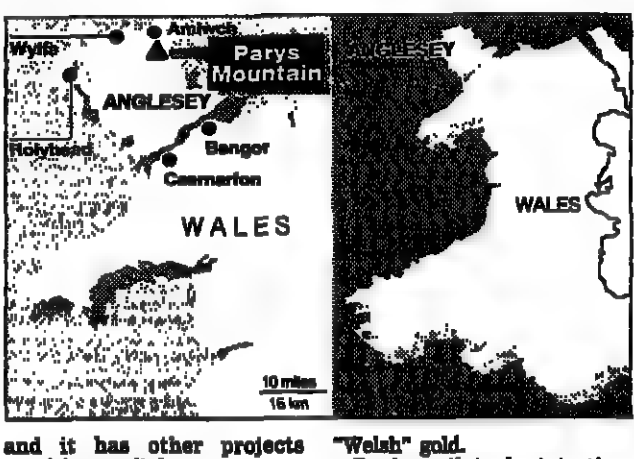 Amlwch
Wylfa
Parys
Mountain
ANGLESEY
Holyhead
Bangor
Caernarfon
WALES
10 miles
16 km
ANGLESEY
WALES
and it has other projects
"Welsh" gold.